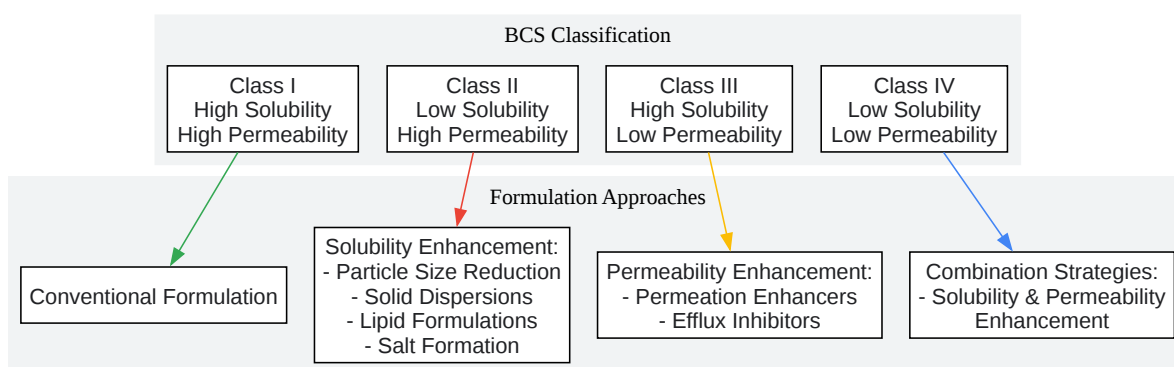 BCS Classification
Class I
High Solubility
High Permeability
Class II
Low Solubility
High Permeability
Class III
High Solubility
Low Permeability
Class IV
Low Solubility
Low Permeability
Formulation Approaches
Conventional Formulation
Solubility Enhancement:
- Particle Size Reduction
- Solid Dispersions
- Lipid Formulations
- Salt Formation
Permeability Enhancement:
- Permeation Enhancers
- Efflux Inhibitors
Combination Strategies:
- Solubility & Permeability
Enhancement